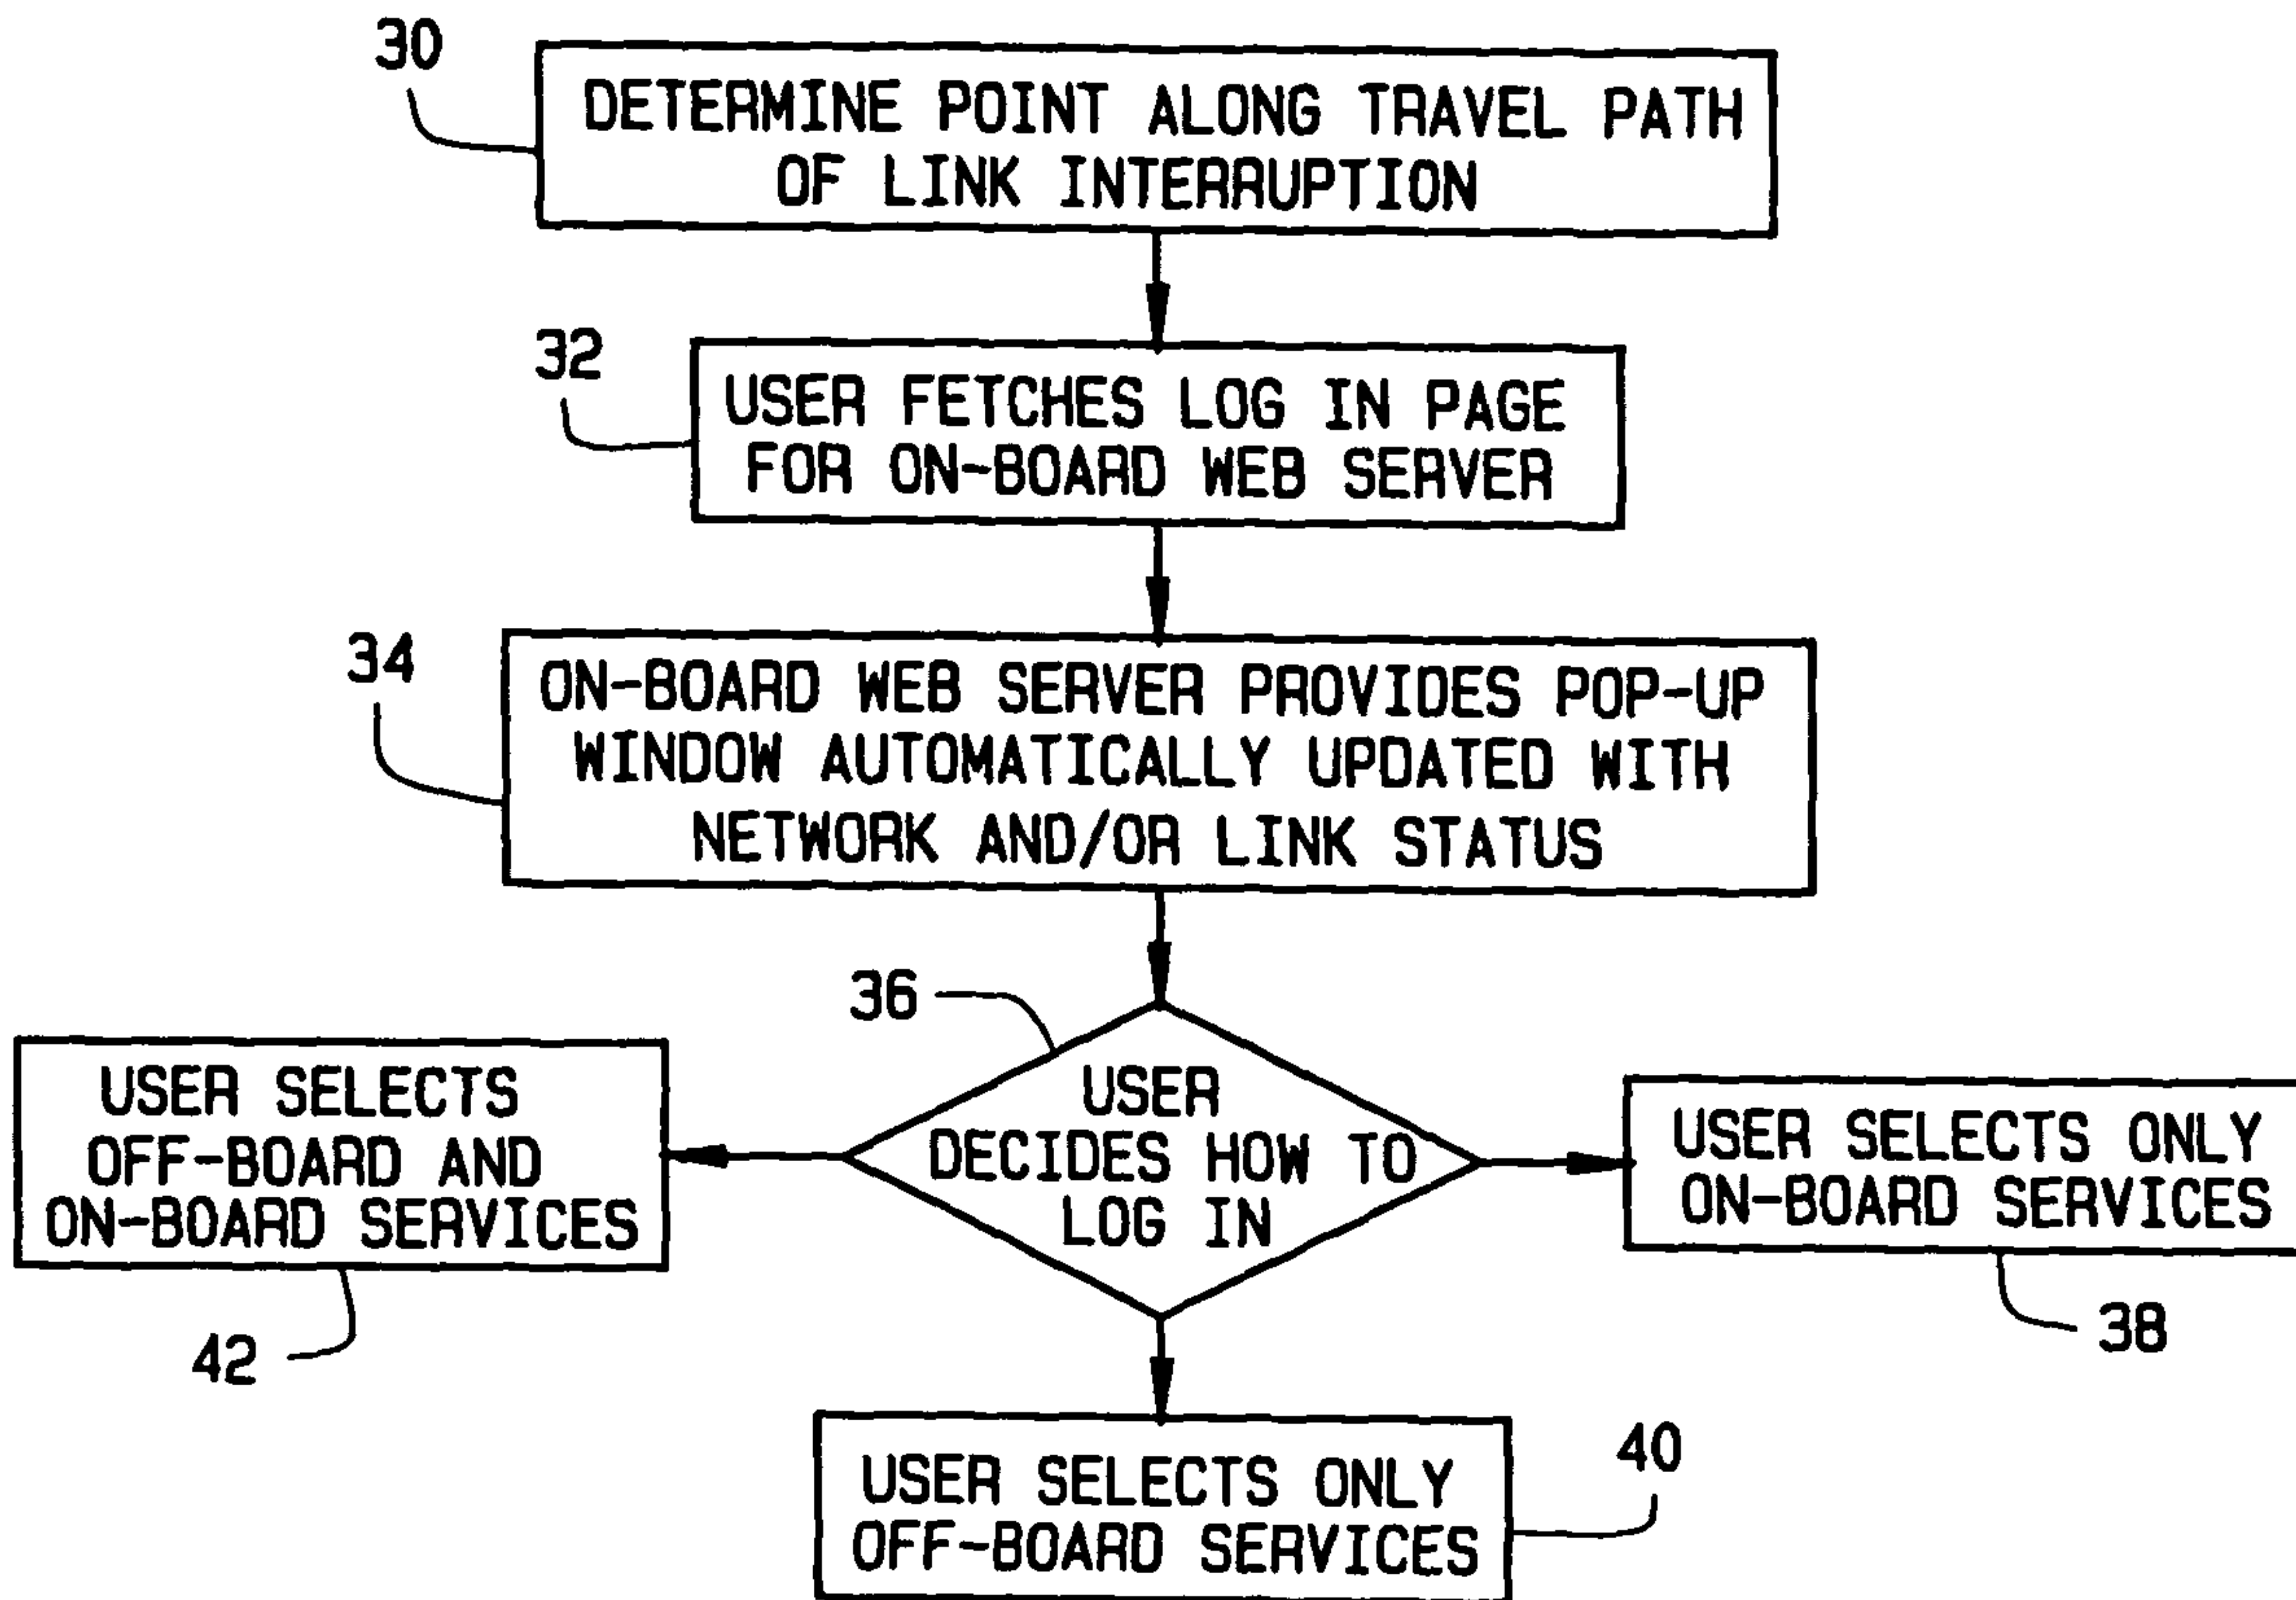 30
DETERMINE POINT ALONG TRAVEL PATH
OF LINK INTERRUPTION
32
USER FETCHES LOG IN PAGE
FOR ON-BOARD WEB SERVER
34
ON-BOARD WEB SERVER PROVIDES POP-UP
WINDOW AUTOMATICALLY UPDATED WITH
NETWORK AND/OR LINK STATUS
36
USER
DECIDES HOW TO
LOG IN
USER SELECTS
OFF-BOARD AND
ON-BOARD SERVICES
42
USER SELECTS ONLY
ON-BOARD SERVICES
38
USER SELECTS ONLY
OFF-BOARD SERVICES
40